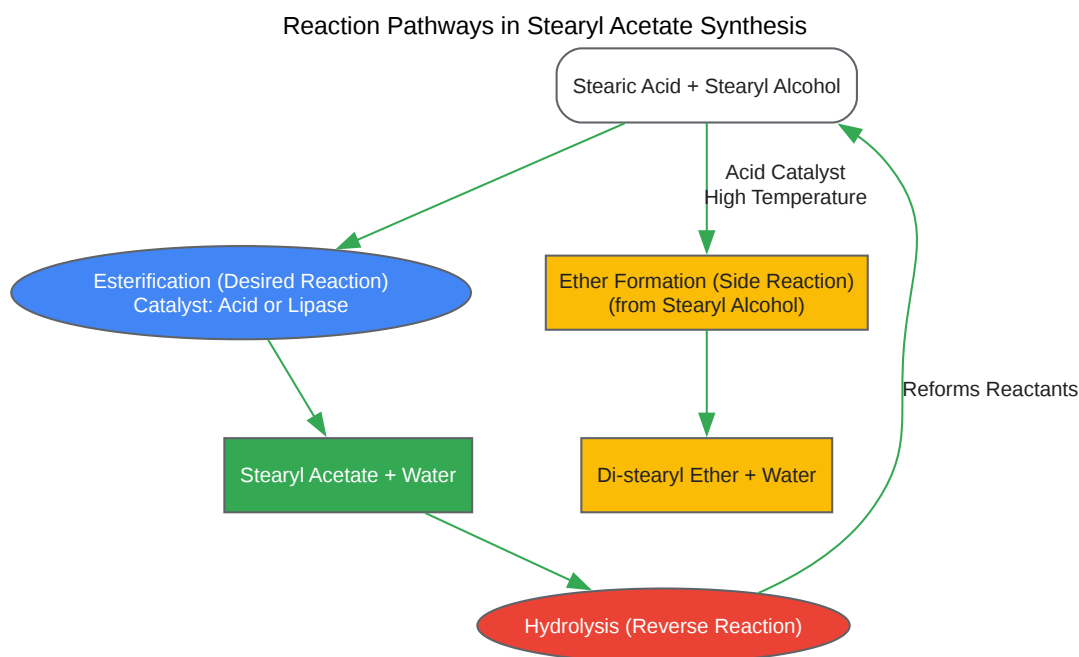 Reaction Pathways in Stearyl Acetate Synthesis
Stearic Acid + Stearyl Alcohol
Acid Catalyst
High Temperature
Esterification (Desired Reaction)
Catalyst: Acid or Lipase
Ether Formation (Side Reaction)
(from Stearyl Alcohol)
Reforms Reactants
Stearyl Acetate + Water
Di-stearyl Ether + Water
Hydrolysis (Reverse Reaction)